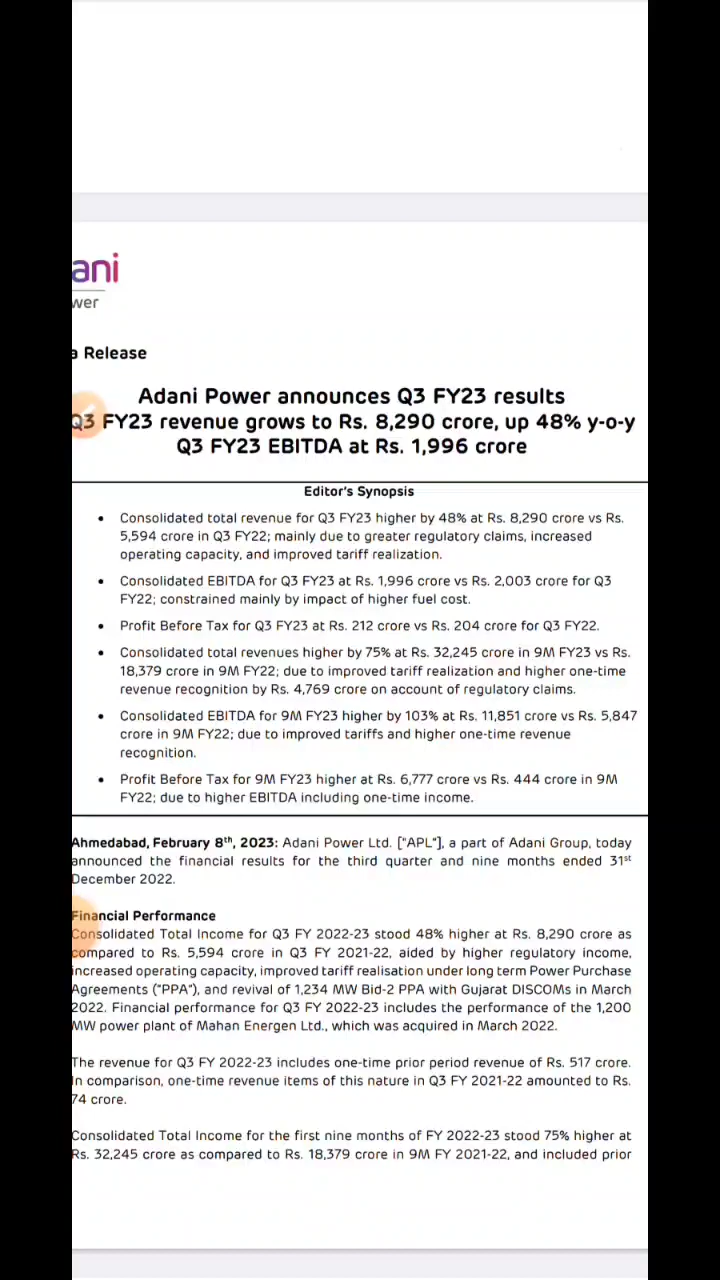 ani
wer
a Release
Adani Power announces Q3 FY23 results
Q3 FY23 revenue grows to Rs. 8,290 crore, up 48% y-o-y
Q3 FY23 EBITDA at Rs. 1,996 crore
Editor's Synopsis
• Consolidated total revenue for Q3 FY23 higher by 48% at Rs. 8,290 crore vs Rs.
5,594 crore in Q3 FY22; mainly due to greater regulatory claims, increased
operating capacity, and improved tariff realization.
• Consolidated EBITDA for Q3 FY23 at Rs. 1,996 crore vs Rs. 2,003 crore for Q3
FY22; constrained mainly by impact of higher fuel cost.
• Profit Before Tax for Q3 FY23 at Rs. 212 crore vs Rs. 204 crore for Q3 FY22.
• Consolidated total revenues higher by 75% at Rs. 32,245 crore in 9M FY23 vs Rs.
18,379 crore in 9M FY22; due to improved tariff realization and higher one-time
revenue recognition by Rs. 4,769 crore on account of regulatory claims.
• Consolidated EBITDA for 9M FY23 higher by 103% at Rs. 11,851 crore vs Rs. 5,847
crore in 9M FY22; due to improved tariffs and higher one-time revenue
recognition.
• Profit Before Tax for 9M FY23 higher at Rs. 6,777 crore vs Rs. 444 crore in 9M
FY22; due to higher EBITDA including one-time income.
Ahmedabad, February 8th, 2023: Adani Power Ltd. ["APL"], a part of Adani Group, today
announced the financial results for the third quarter and nine months ended 31st
December 2022.
Financial Performance
Consolidated Total Income for Q3 FY 2022-23 stood 48% higher at Rs. 8,290 crore as
compared to Rs. 5,594 crore in Q3 FY 2021-22, aided by higher regulatory income,
increased operating capacity, improved tariff realisation under long term Power Purchase
Agreements ("PPA"), and revival of 1,234 MW Bid-2 PPA with Gujarat DISCOMs in March
2022. Financial performance for Q3 FY 2022-23 includes the performance of the 1,200
MW power plant of Mahan Energen Ltd., which was acquired in March 2022.
The revenue for Q3 FY 2022-23 includes one-time prior period revenue of Rs. 517 crore.
In comparison, one-time revenue items of this nature in Q3 FY 2021-22 amounted to Rs.
74 crore.
Consolidated Total Income for the first nine months of FY 2022-23 stood 75% higher at
Rs. 32,245 crore as compared to Rs. 18,379 crore in 9M FY 2021-22, and included prior